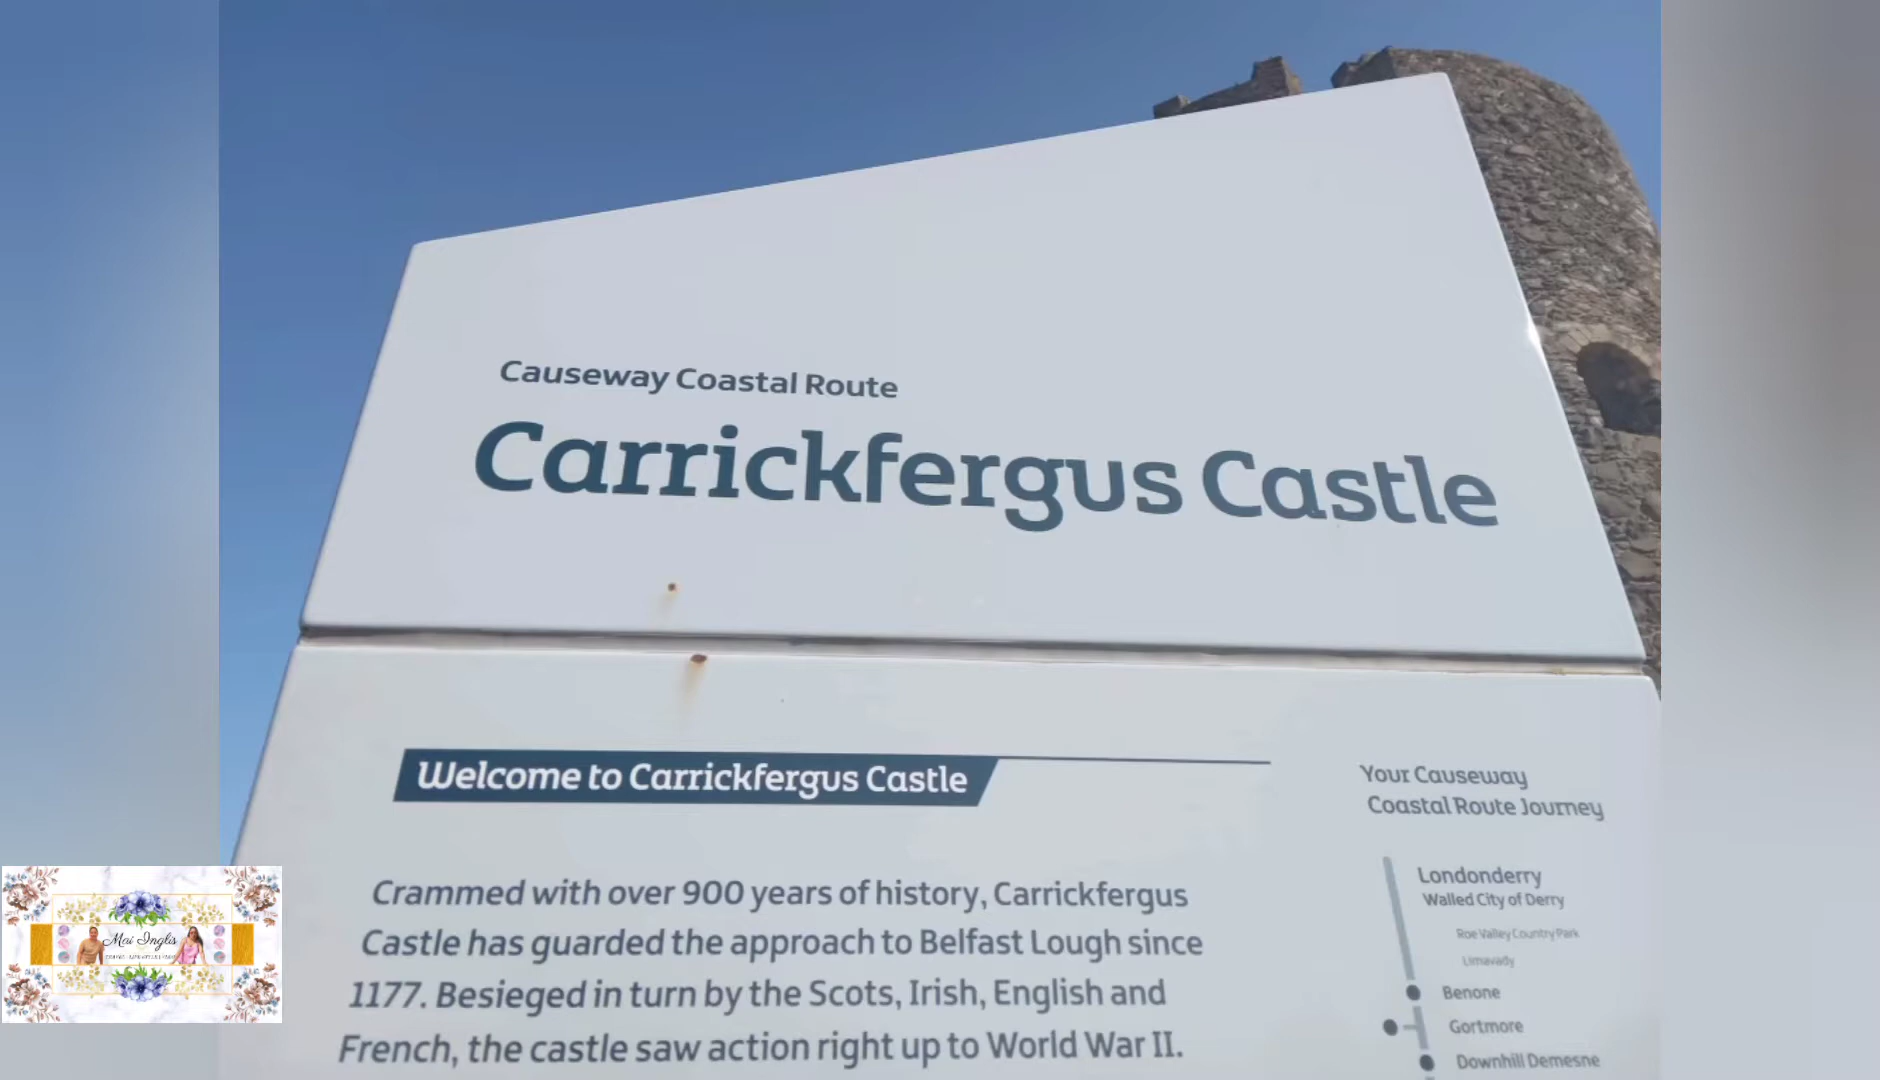 Causeway Coastal Route
Carrickfergus Castle
Welcome to Carrickfergus Castle
Crammed with over 900 years of history, Carrickfergus
Castle has guarded the approach to Belfast Lough since
1177. Besieged in turn by the Scots, Irish, English and
French, the castle saw action right up to World War II.
Your Causeway
Coastal Route Journey
Londonderry
Walled City of Derry
Roe Valley Country Park
Limavady
Benone
Gortmore
Downhill Demesne
Mai Inglis